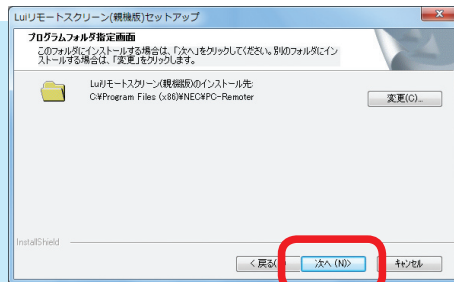 Luiリモートスクリーン(親機版)セットアップ
プログラムフォルダ指定画面
このフォルダにインストールする場合は、「次へ」をクリックしてください。別のフォルダにイン
ストールする場合は、「変更」をクリックします。
Luiリモートスクリーン(親機版)のインストール先:
C:¥Program Files (x86)¥NEC¥PC-Remoter
変更(C)...
InstallShield
< 戻る(
次へ (N)>
キャンセル